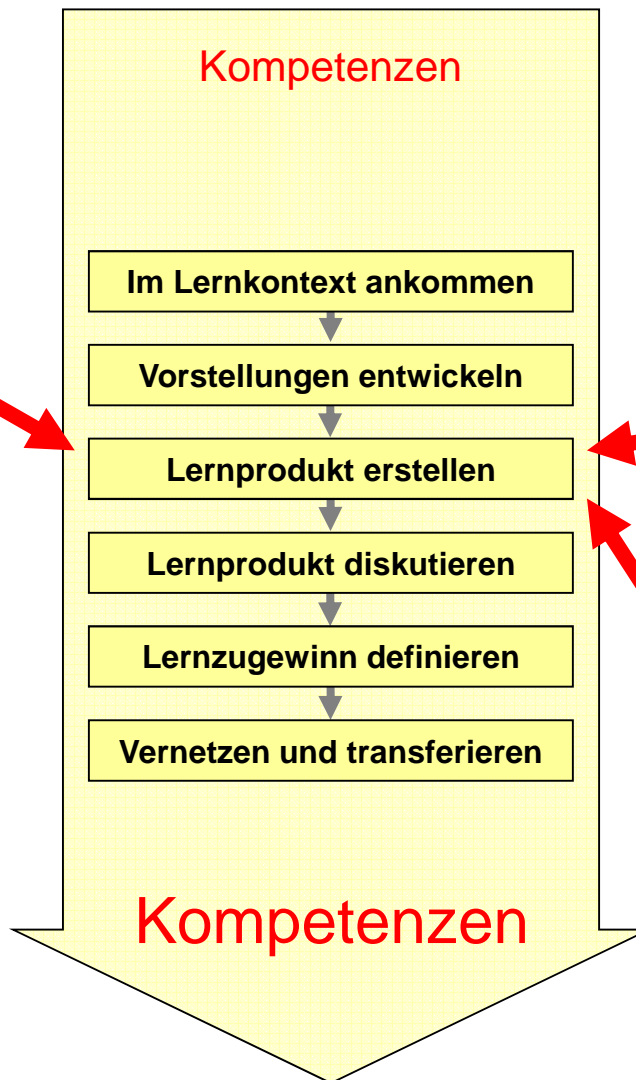 Kompetenzen
Im Lernkontext ankommen
Vorstellungen entwickeln
Lernprodukt erstellen
Lernprodukt diskutieren
Lernzugewinn definieren
Vernetzen und transferieren
Kompetenzen